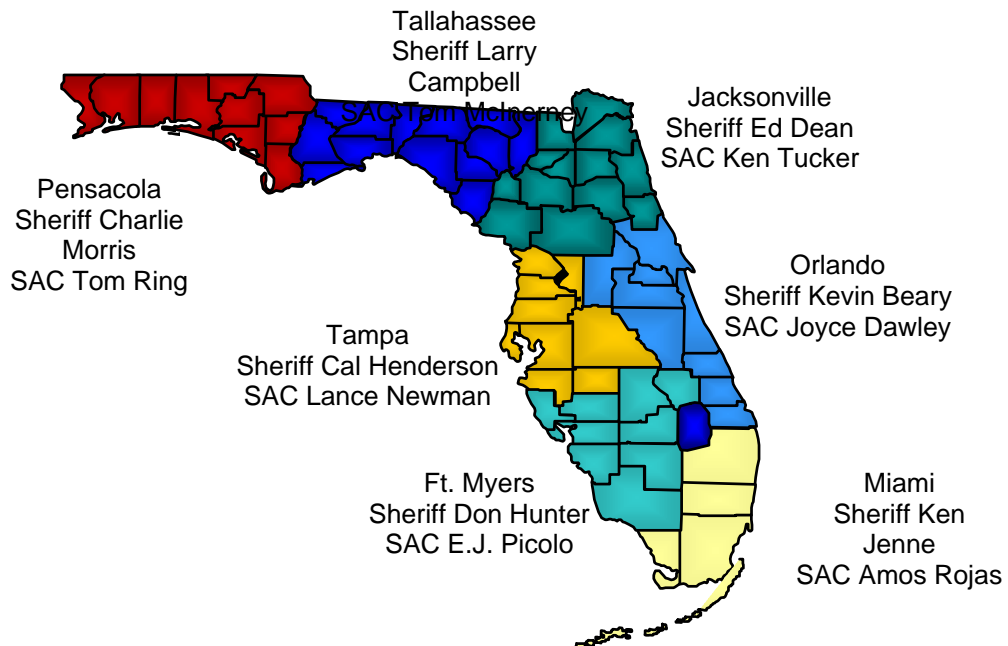 Tallahassee
Sheriff Larry
Campbell
SAC Tom McInerney
Jacksonville
Sheriff Ed Dean
SAC Ken Tucker
Pensacola
Sheriff Charlie
Morris
SAC Tom Ring
Orlando
Sheriff Kevin Beary
SAC Joyce Dawley
Tampa
Sheriff Cal Henderson
SAC Lance Newman
Ft. Myers
Sheriff Don Hunter
SAC E.J. Picolo
Miami
Sheriff Ken
Jenne
SAC Amos Rojas